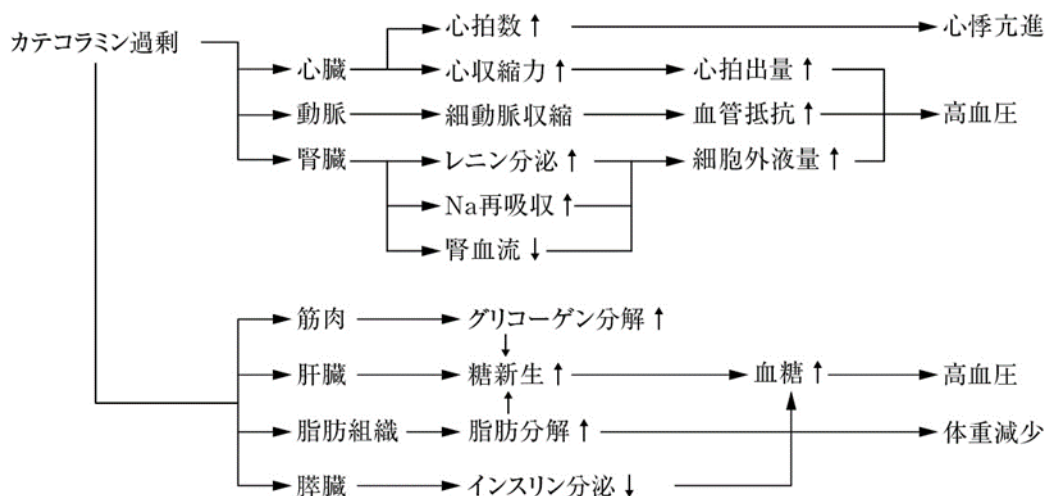 カテコラミン過剰
心拍数↑
心悸亢進
心臓
心収縮力↑
心拍出量↑
動脈
細動脈収縮
血管抵抗↑
高血圧
腎臓
レニン分泌↑
細胞外液量↑
Na再吸収↑
腎血流↓
筋肉
グリコーゲン分解↑
肝臓
糖新生↑
血糖↑
高血圧
脂肪組織
脂肪分解↑
体重減少
膵臓
インスリン分泌↓